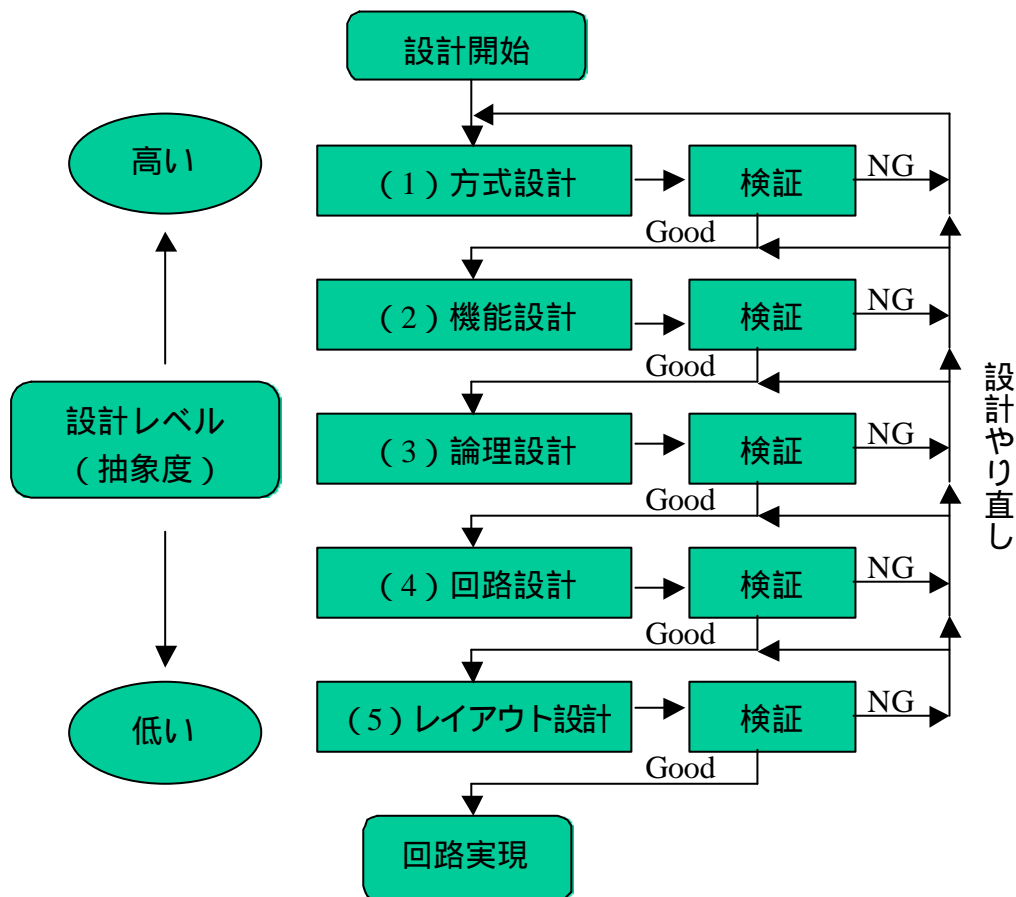 設計開始
高い
(1)方式設計
検証
NG
Good
(2)機能設計
検証
NG
Good
設計レベル
(抽象度)
(3)論理設計
検証
NG
設計やり直し
Good
(4)回路設計
検証
NG
Good
低い
(5)レイアウト設計
検証
NG
Good
回路実現